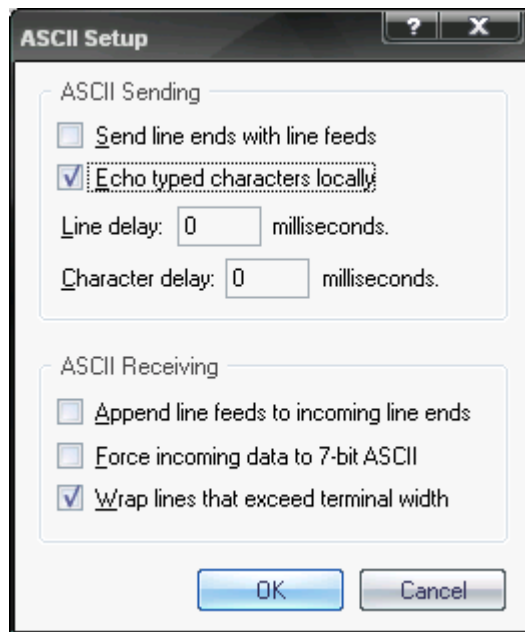 ASCII Setup
? X
ASCII Sending
Send line ends with line feeds
Echo typed characters locally
Line delay: 0 milliseconds.
Character delay: 0 milliseconds.
ASCII Receiving
Append line feeds to incoming line ends
Force incoming data to 7-bit ASCII
Wrap lines that exceed terminal width
OK Cancel